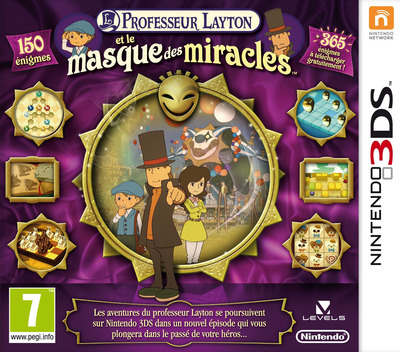 PROFESSEUR LAYTON
et le
masque des miracles™
150
énigmes
+365
énigmes
à télécharger
gratuitement !
NINTENDO
NETWORK
NINTENDO 3DS
7
www.pegi.info
Les aventures du professeur Layton se poursuivent
sur Nintendo 3DS dans un nouvel épisode qui vous
plongera dans le passé de votre héros...
LEVEL5
Nintendo